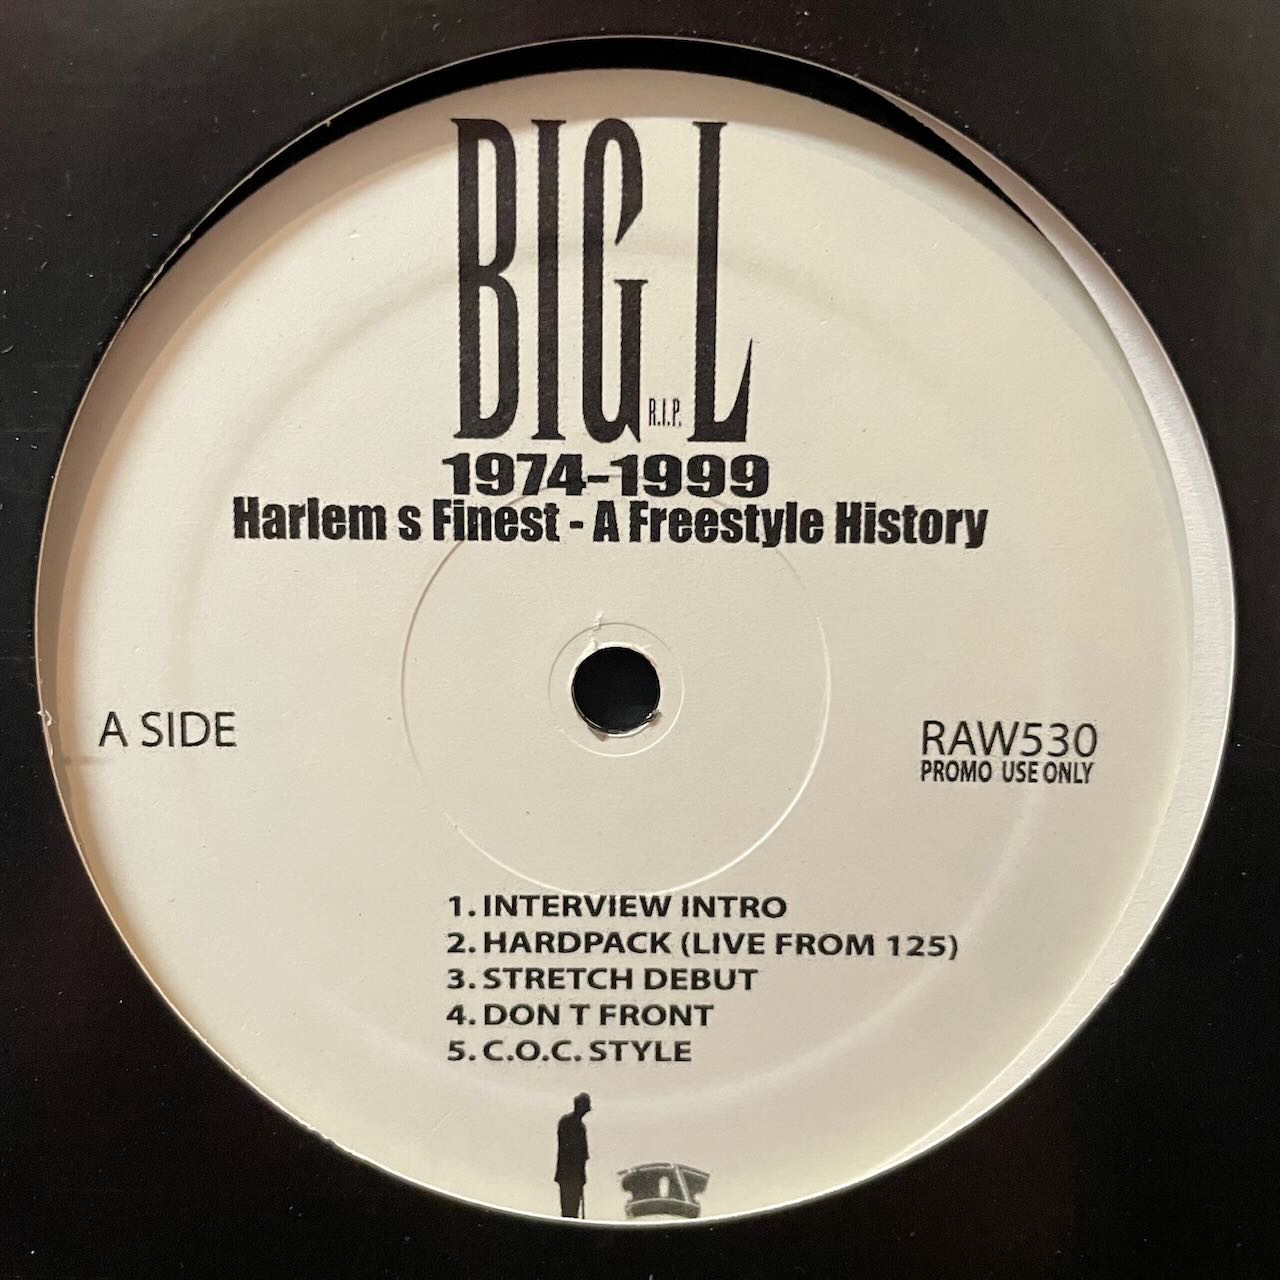 BIG L
R.I.P.
1974-1999
Harlem s Finest - A Freestyle History
A SIDE
RAW530
PROMO USE ONLY
1. INTERVIEW INTRO
2. HARDPACK (LIVE FROM 125)
3. STRETCH DEBUT
4. DON T FRONT
5. C.O.C. STYLE